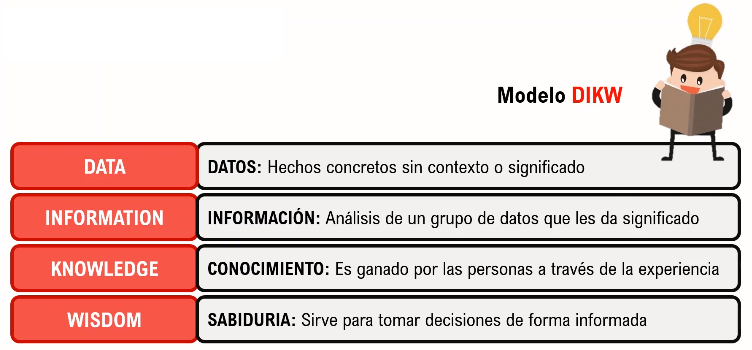 Modelo DIKW
DATA
DATOS: Hechos concretos sin contexto o significado
INFORMATION
INFORMACIÓN: Análisis de un grupo de datos que les da significado
KNOWLEDGE
CONOCIMIENTO: Es ganado por las personas a través de la experiencia
WISDOM
SABIDURIA: Sirve para tomar decisiones de forma informada